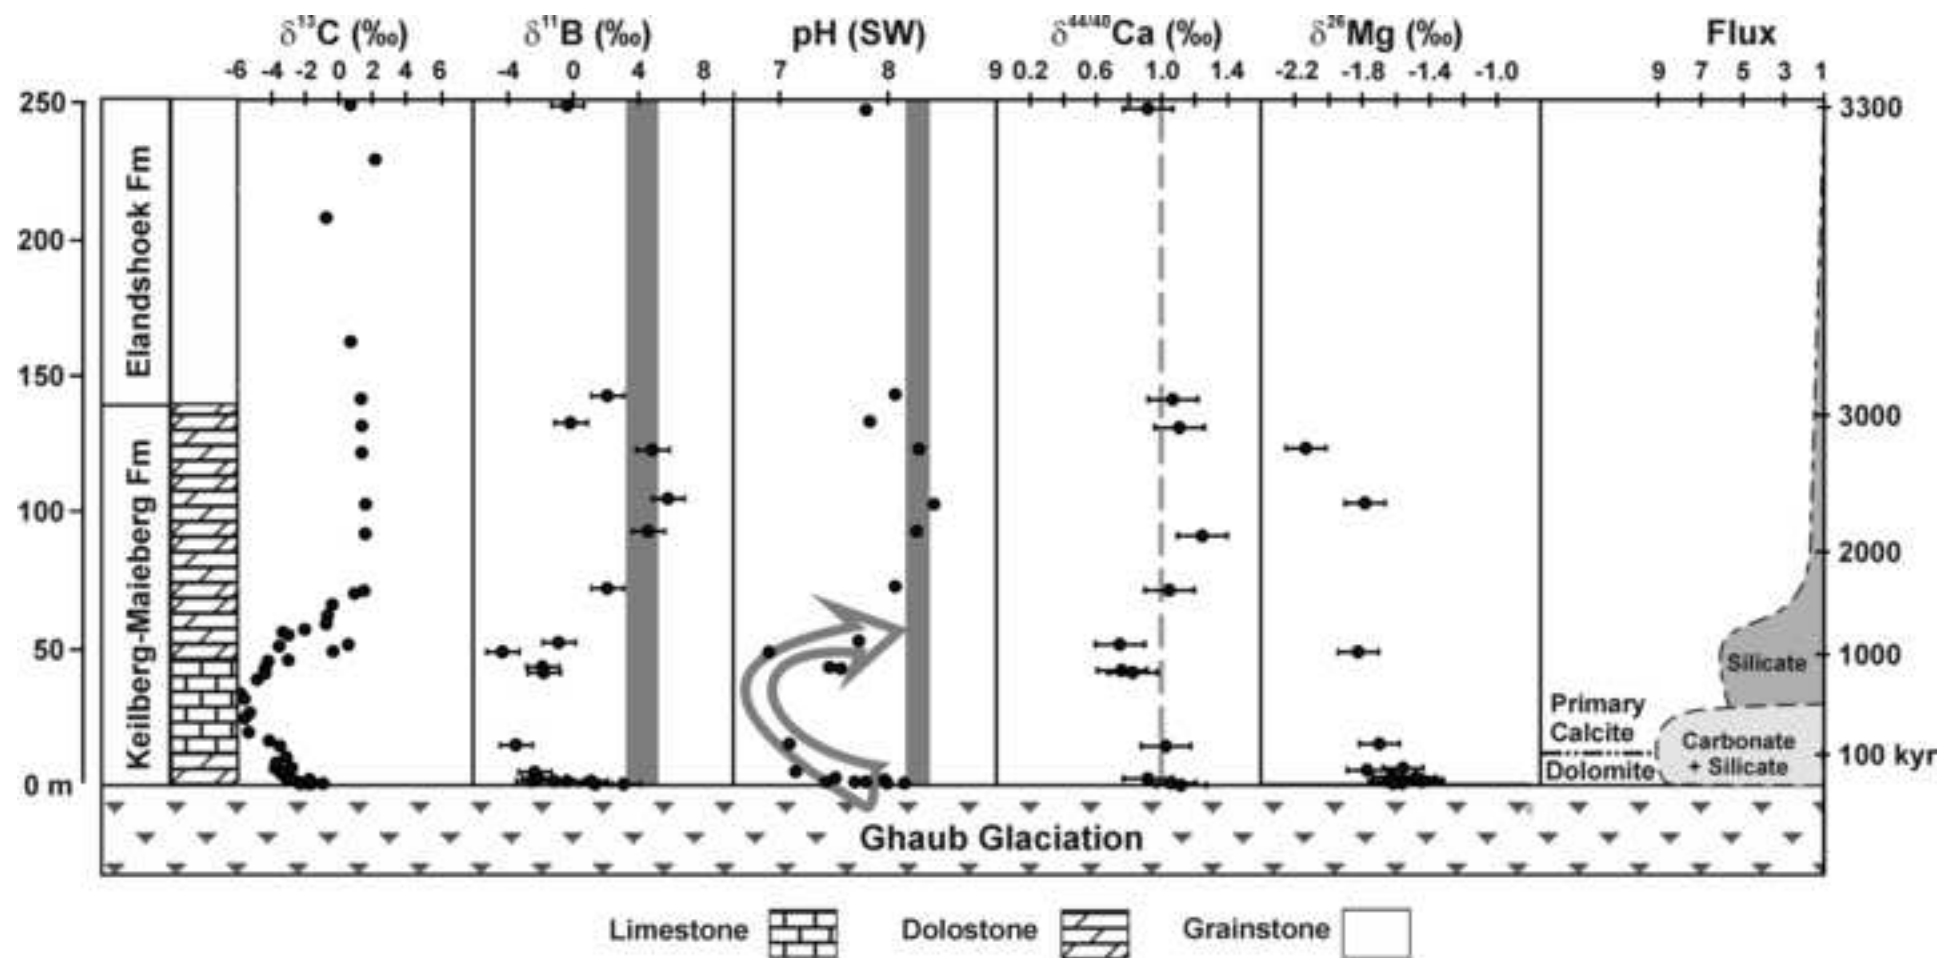 δ¹³C (‰) δ¹¹B (‰) pH (SW) δ⁴⁴/⁴⁰Ca (‰) δ²⁶Mg (‰) Flux
-6 -4 -2 0 2 4 6 -4 0 4 8 7 8 9 0.2 0.6 1.0 1.4 -2.2 -1.8 -1.4 -1.0 9 7 5 3 1
250 3300
200
150
3000
100
2000
50 1000
0 m 100 kyr
Elandshoek Fm
Keilberg-Maieberg Fm
Silicate
Primary
Calcite
Dolomite
Carbonate
+ Silicate
Ghaub Glaciation
Limestone Dolostone Grainstone